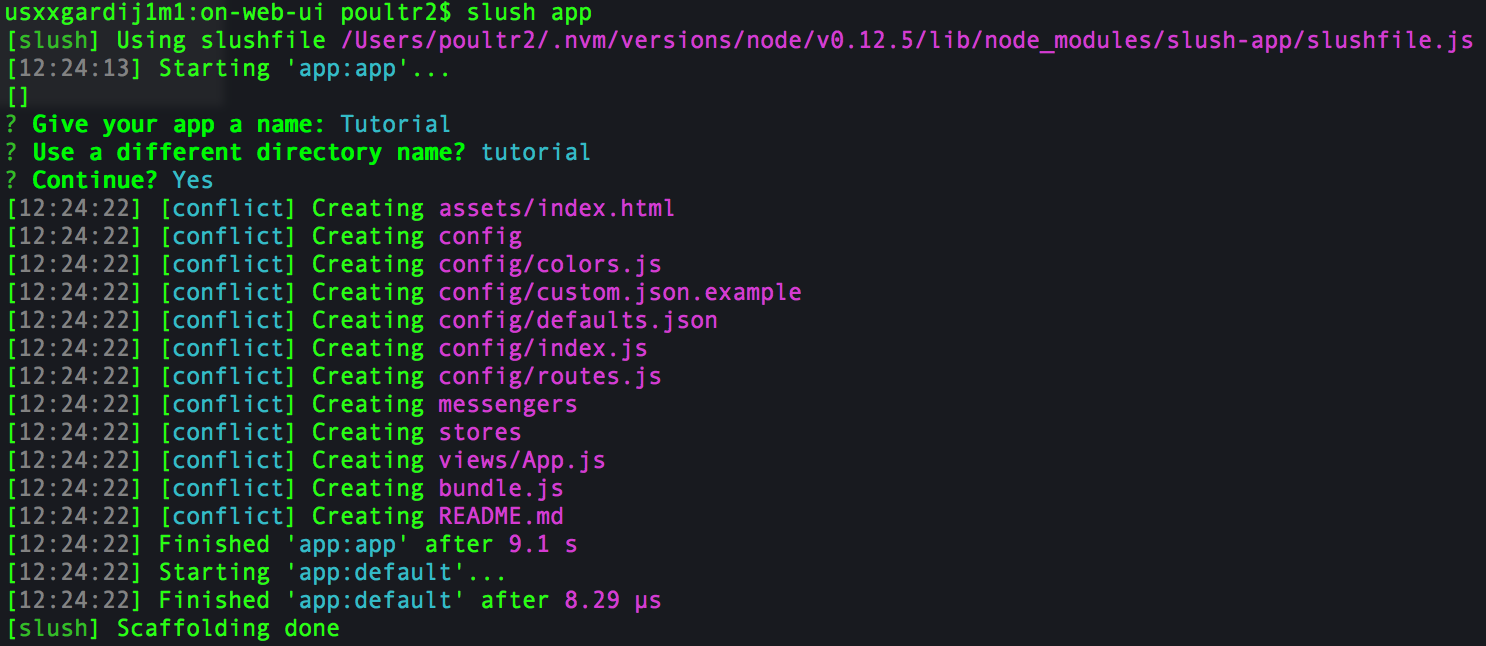 usxxgardij1m1:on-web-ui poultr2$ slush app
[slush] Using slushfile /Users/poultr2/.nvm/versions/node/v0.12.5/lib/node_modules/slush-app/slushfile.js
[12:24:13] Starting 'app:app'...
[]
? Give your app a name: Tutorial
? Use a different directory name? tutorial
? Continue? Yes
[12:24:22] [conflict] Creating assets/index.html
[12:24:22] [conflict] Creating config
[12:24:22] [conflict] Creating config/colors.js
[12:24:22] [conflict] Creating config/custom.json.example
[12:24:22] [conflict] Creating config/defaults.json
[12:24:22] [conflict] Creating config/index.js
[12:24:22] [conflict] Creating config/routes.js
[12:24:22] [conflict] Creating messengers
[12:24:22] [conflict] Creating stores
[12:24:22] [conflict] Creating views/App.js
[12:24:22] [conflict] Creating bundle.js
[12:24:22] [conflict] Creating README.md
[12:24:22] Finished 'app:app' after 9.1 s
[12:24:22] Starting 'app:default'...
[12:24:22] Finished 'app:default' after 8.29 μs
[slush] Scaffolding done